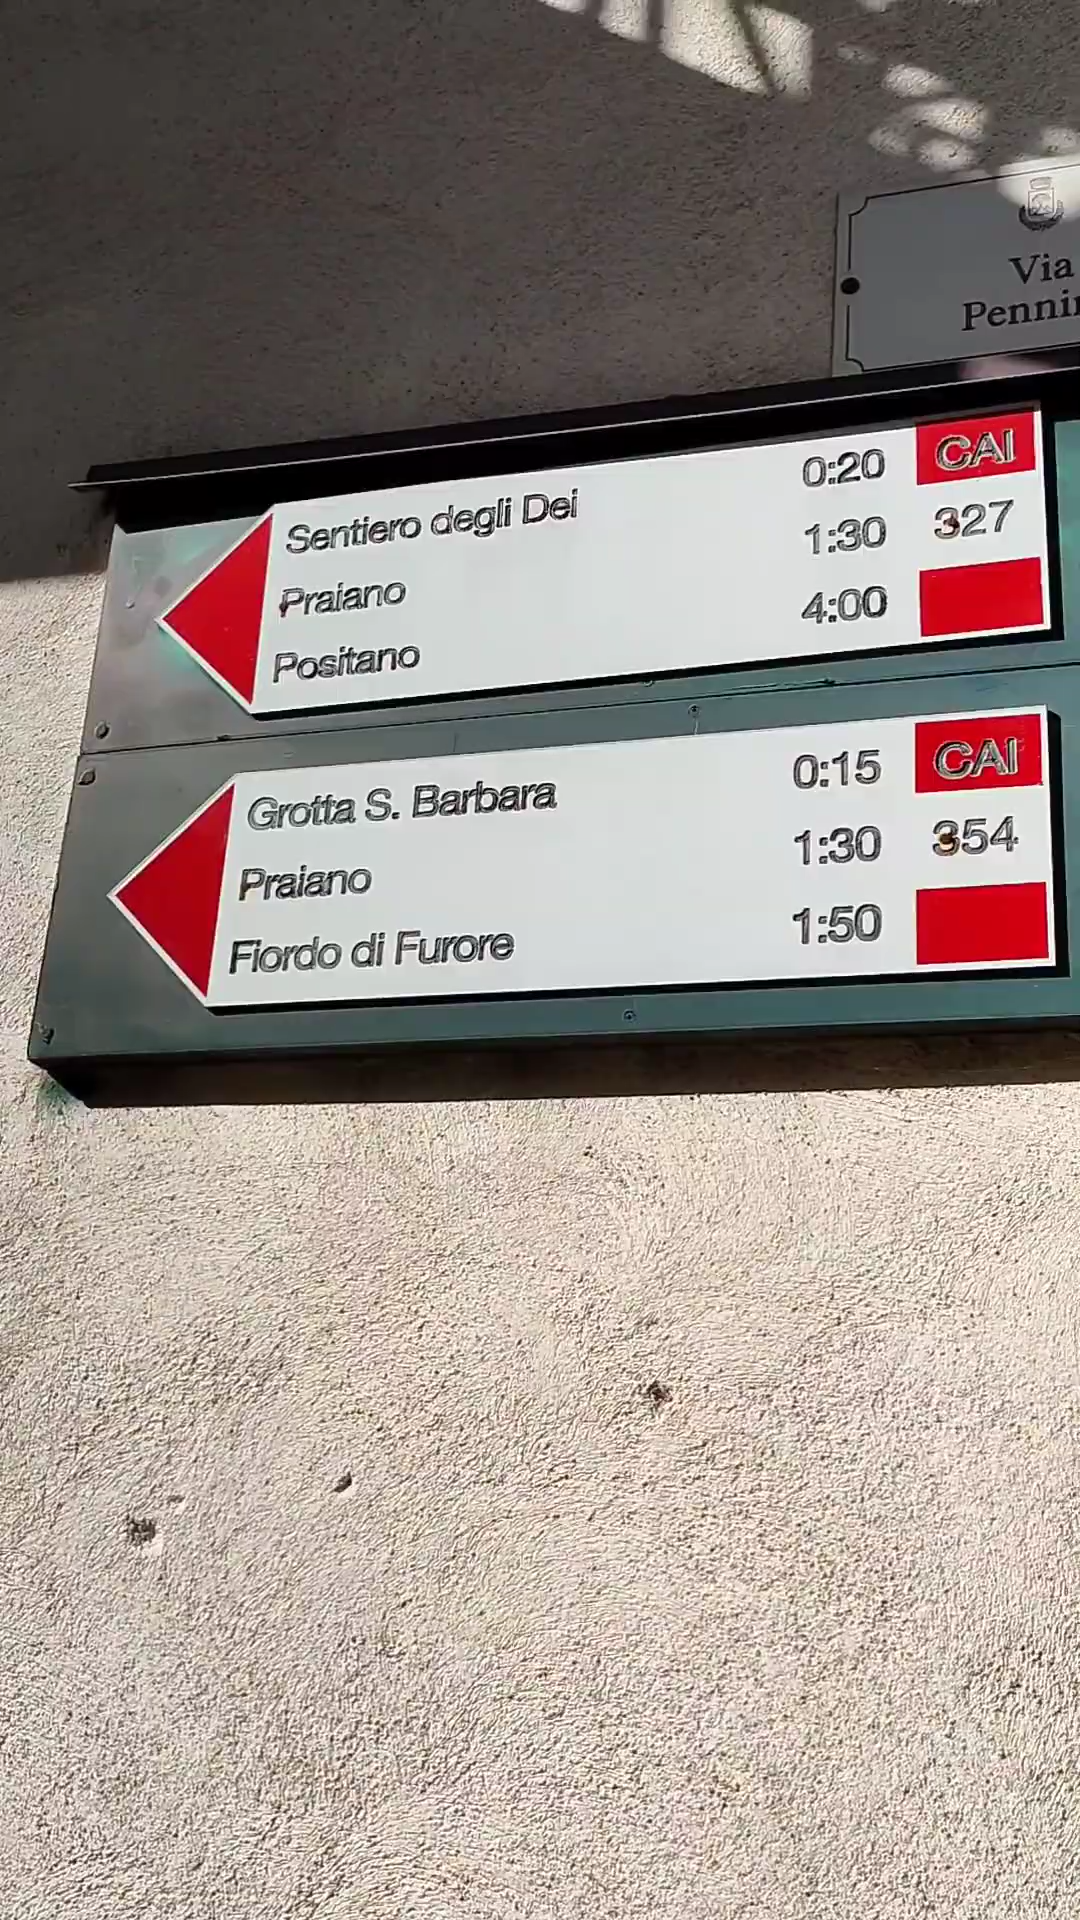 Via
Sentiero degli Dei 0:20 CAI
Praiano 1:30 327
Positano 4:00
Grotta S. Barbara 0:15 CAI
Praiano 1:30 354
Fiordo di Furore 1:50